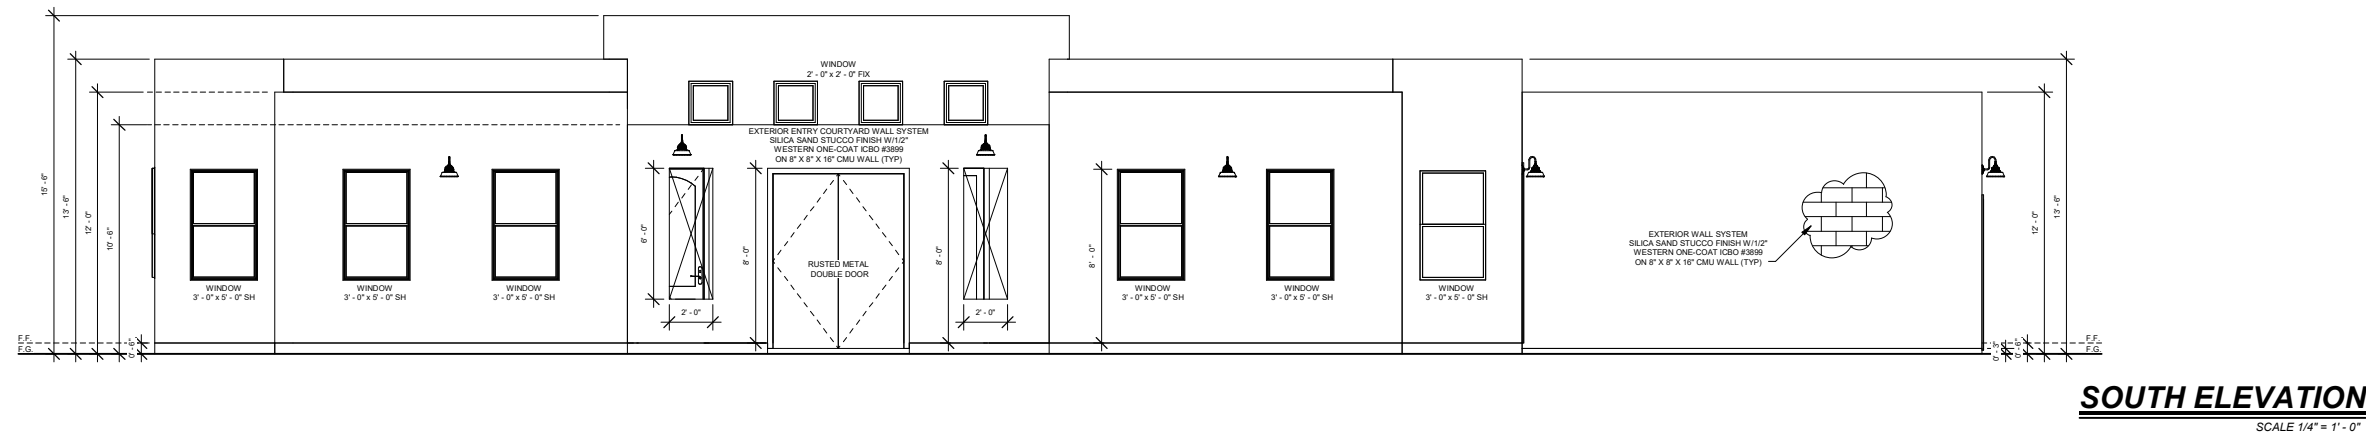 WINDOW
2' - 0" x 2' - 0" FIX
EXTERIOR ENTRY COURTYARD WALL SYSTEM
SILICA SAND STUCCO FINISH W/1/2"
WESTERN ONE-COAT ICBO #3899
ON 8" X 8" X 16" CMU WALL (TYP)
15' - 6"
13' - 6"
12' - 0"
10' - 6"
6' - 0"
8' - 0"
8' - 0"
8' - 0"
12' - 0"
13' - 6"
RUSTED METAL
DOUBLE DOOR
EXTERIOR WALL SYSTEM
SILICA SAND STUCCO FINISH W/1/2"
WESTERN ONE-COAT ICBO #3899
ON 8" X 8" X 16" CMU WALL (TYP)
WINDOW
3' - 0" x 5' - 0" SH
WINDOW
3' - 0" x 5' - 0" SH
WINDOW
3' - 0" x 5' - 0" SH
WINDOW
3' - 0" x 5' - 0" SH
WINDOW
3' - 0" x 5' - 0" SH
WINDOW
3' - 0" x 5' - 0" SH
2' - 0"
2' - 0"
F.F.
F.G.
0' - 6"
0' - 3"
0' - 6"
F.F.
F.G.
SOUTH ELEVATION
SCALE 1/4" = 1' - 0"